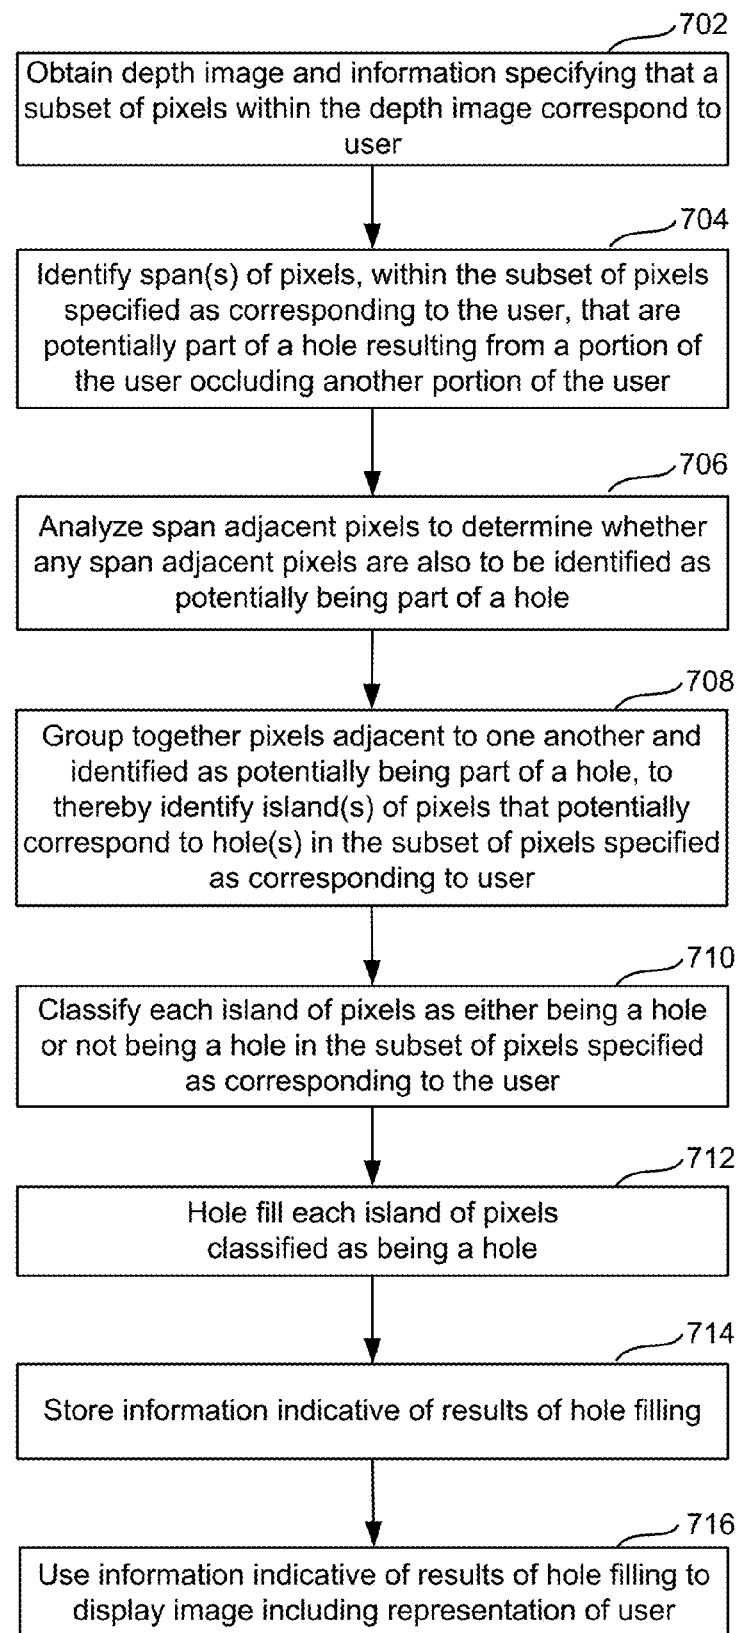 702
Obtain depth image and information specifying that a
subset of pixels within the depth image correspond to
user
704
Identify span(s) of pixels, within the subset of pixels
specified as corresponding to the user, that are
potentially part of a hole resulting from a portion of
the user occluding another portion of the user
706
Analyze span adjacent pixels to determine whether
any span adjacent pixels are also to be identified as
potentially being part of a hole
708
Group together pixels adjacent to one another and
identified as potentially being part of a hole, to
thereby identify island(s) of pixels that potentially
correspond to hole(s) in the subset of pixels specified
as corresponding to user
710
Classify each island of pixels as either being a hole
or not being a hole in the subset of pixels specified
as corresponding to the user
712
Hole fill each island of pixels
classified as being a hole
714
Store information indicative of results of hole filling
716
Use information indicative of results of hole filling to
display image including representation of user